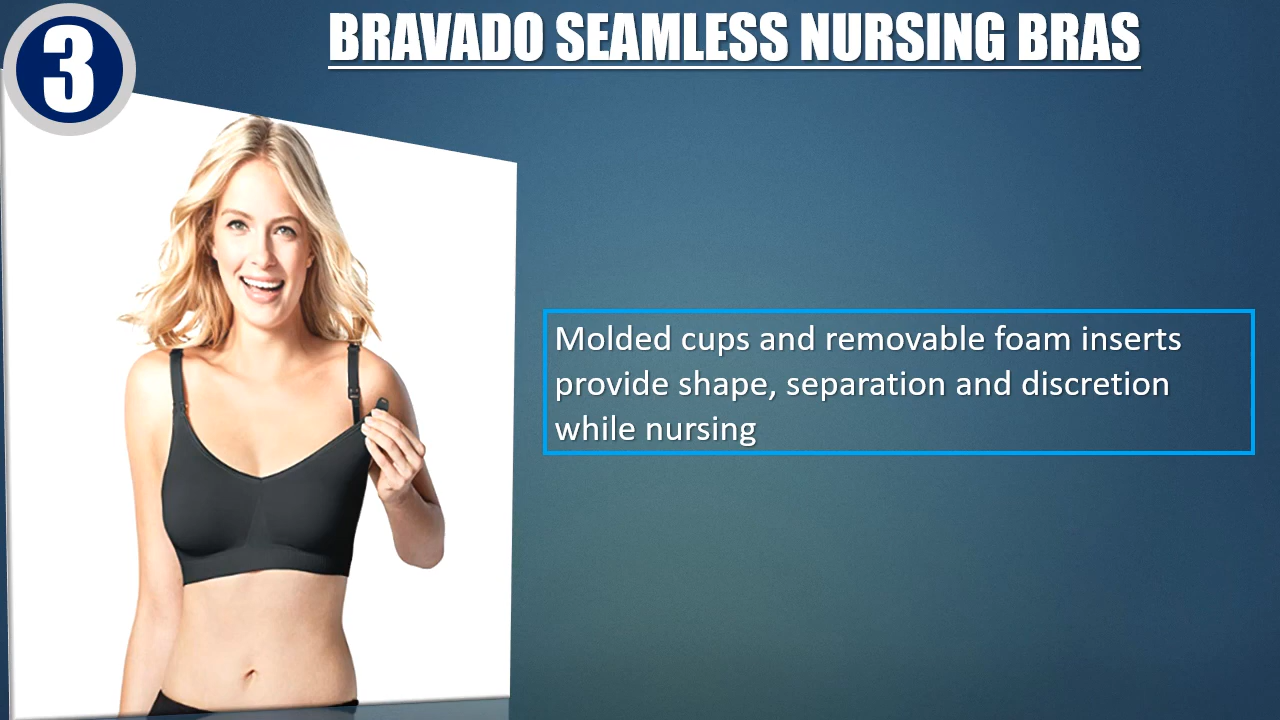 3
BRAVADO SEAMLESS NURSING BRAS
Molded cups and removable foam inserts
provide shape, separation and discretion
while nursing